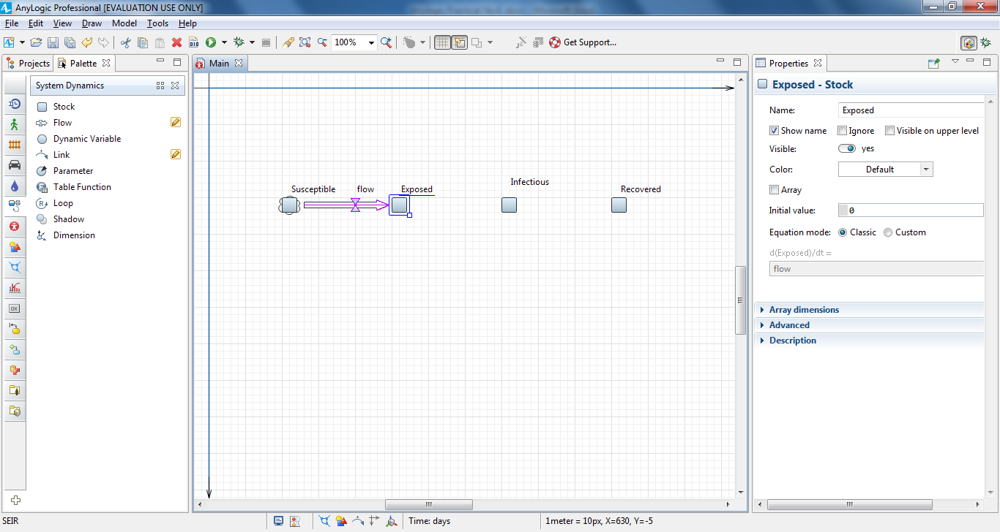 AnyLogic Professional [EVALUATION USE ONLY]
File Edit View Draw Model Tools Help
100% Get Support...
Projects Palette Main Properties
System Dynamics
Stock
Flow
Dynamic Variable
Link
Parameter
Table Function
Loop
Shadow
Dimension
Susceptible flow Exposed Infectious Recovered
Exposed - Stock
Name: Exposed
Show name Ignore Visible on upper level
Visible: yes
Color: Default
Array
Initial value: 0
Equation mode: Classic Custom
d(Exposed)/dt =
flow
Array dimensions
Advanced
Description
SEIR Time: days 1meter = 10px, X=630, Y=-5